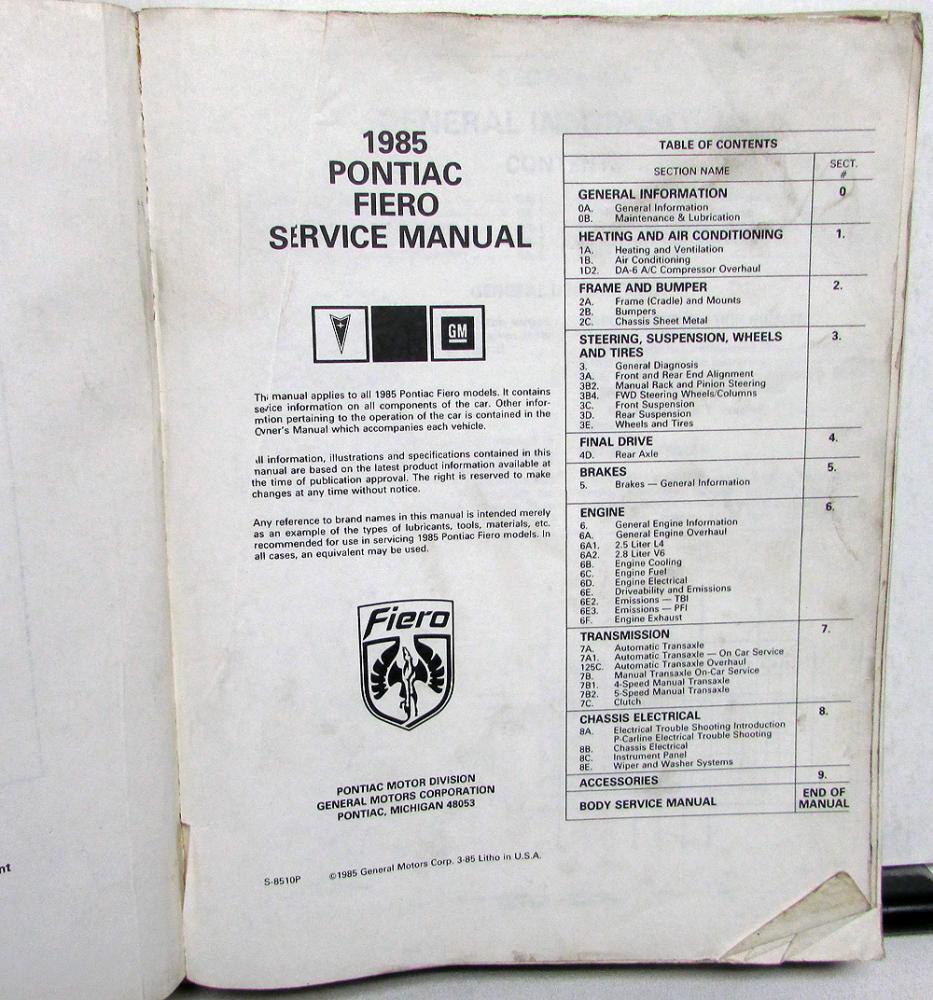 1985
PONTIAC
FIERO
SERVICE MANUAL
GM
This manual applies to all 1985 Pontiac Fiero models. It contains
sevice information on all components of the car. Other infor-
mtion pertaining to the operation of the car is contained in the
Owner's Manual which accompanies each vehicle.
All information, illustrations and specifications contained in this
manual are based on the latest product information available at
the time of publication approval. The right is reserved to make
changes at any time without notice.
Any reference to brand names in this manual is intended merely
as an example of the types of lubricants, tools, materials, etc.
recommended for use in servicing 1985 Pontiac Fiero models. In
all cases, an equivalent may be used.
Fiero
PONTIAC MOTOR DIVISION
GENERAL MOTORS CORPORATION
PONTIAC, MICHIGAN 48053
S-8510P ©1985 General Motors Corp. 3-85 Litho in U.S.A.
TABLE OF CONTENTS
SECTION NAME SECT. #
GENERAL INFORMATION 0
0A. General Information
0B. Maintenance & Lubrication
HEATING AND AIR CONDITIONING 1.
1A. Heating and Ventilation
1B. Air Conditioning
1D2. DA-6 A/C Compressor Overhaul
FRAME AND BUMPER 2.
2A. Frame (Cradle) and Mounts
2B. Bumpers
2C. Chassis Sheet Metal
STEERING, SUSPENSION, WHEELS 3.
AND TIRES
3. General Diagnosis
3A. Front and Rear End Alignment
3B2. Manual Rack and Pinion Steering
3B4. FWD Steering Wheels/Columns
3C. Front Suspension
3D. Rear Suspension
3E. Wheels and Tires
FINAL DRIVE 4.
4D. Rear Axle
BRAKES 5.
5. Brakes — General Information
ENGINE 6.
6. General Engine Information
6A. General Engine Overhaul
6A1. 2.5 Liter L4
6A2. 2.8 Liter V6
6B. Engine Cooling
6C. Engine Fuel
6D. Engine Electrical
6E. Driveability and Emissions
6E2. Emissions — TBI
6E3. Emissions — PFI
6F. Engine Exhaust
TRANSMISSION 7.
7A. Automatic Transaxle
7A1. Automatic Transaxle — On Car Service
125C. Automatic Transaxle Overhaul
7B. Manual Transaxle On-Car Service
7B1. 4-Speed Manual Transaxle
7B2. 5-Speed Manual Transaxle
7C. Clutch
CHASSIS ELECTRICAL 8.
8A. Electrical Trouble Shooting Introduction
P-Carline Electrical Trouble Shooting
8B. Chassis Electrical
8C. Instrument Panel
8E. Wiper and Washer Systems
ACCESSORIES 9.
BODY SERVICE MANUAL END OF MANUAL